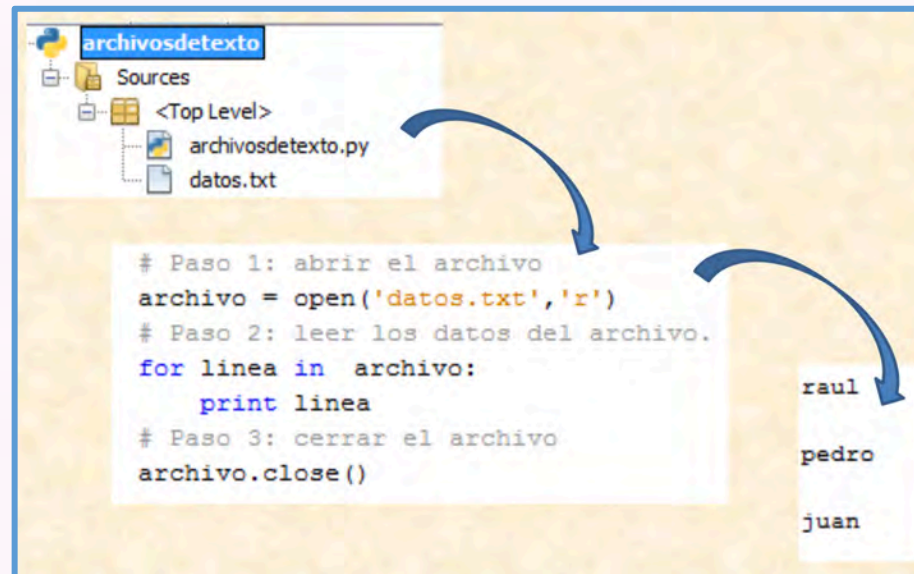 archivosdetexto
Sources
<Top Level>
archivosdetexto.py
datos.txt
# Paso 1: abrir el archivo
archivo = open('datos.txt','r')
# Paso 2: leer los datos del archivo.
for linea in  archivo:
    print linea
# Paso 3: cerrar el archivo
archivo.close()
raul
pedro
juan